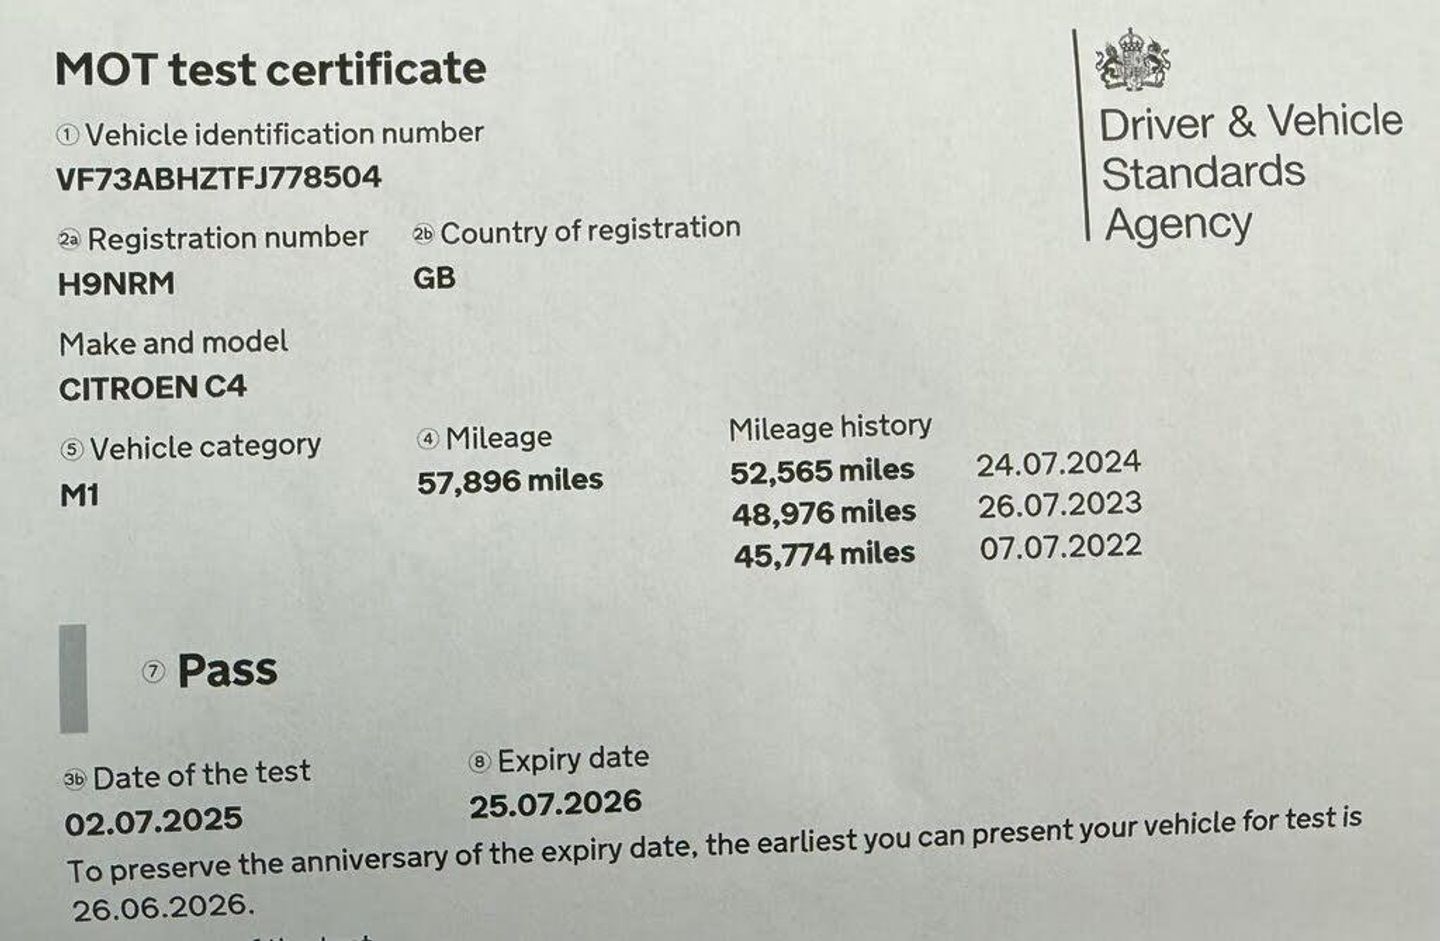 MOT test certificate
Driver & Vehicle
Standards
Agency
① Vehicle identification number
VF73ABHZTFJ778504
2a Registration number 2b Country of registration
H9NRM GB
Make and model
CITROEN C4
⑤ Vehicle category ④ Mileage Mileage history
M1 57,896 miles 52,565 miles 24.07.2024
48,976 miles 26.07.2023
45,774 miles 07.07.2022
⑦ Pass
3b Date of the test ⑧ Expiry date
02.07.2025 25.07.2026
To preserve the anniversary of the expiry date, the earliest you can present your vehicle for test is
26.06.2026.